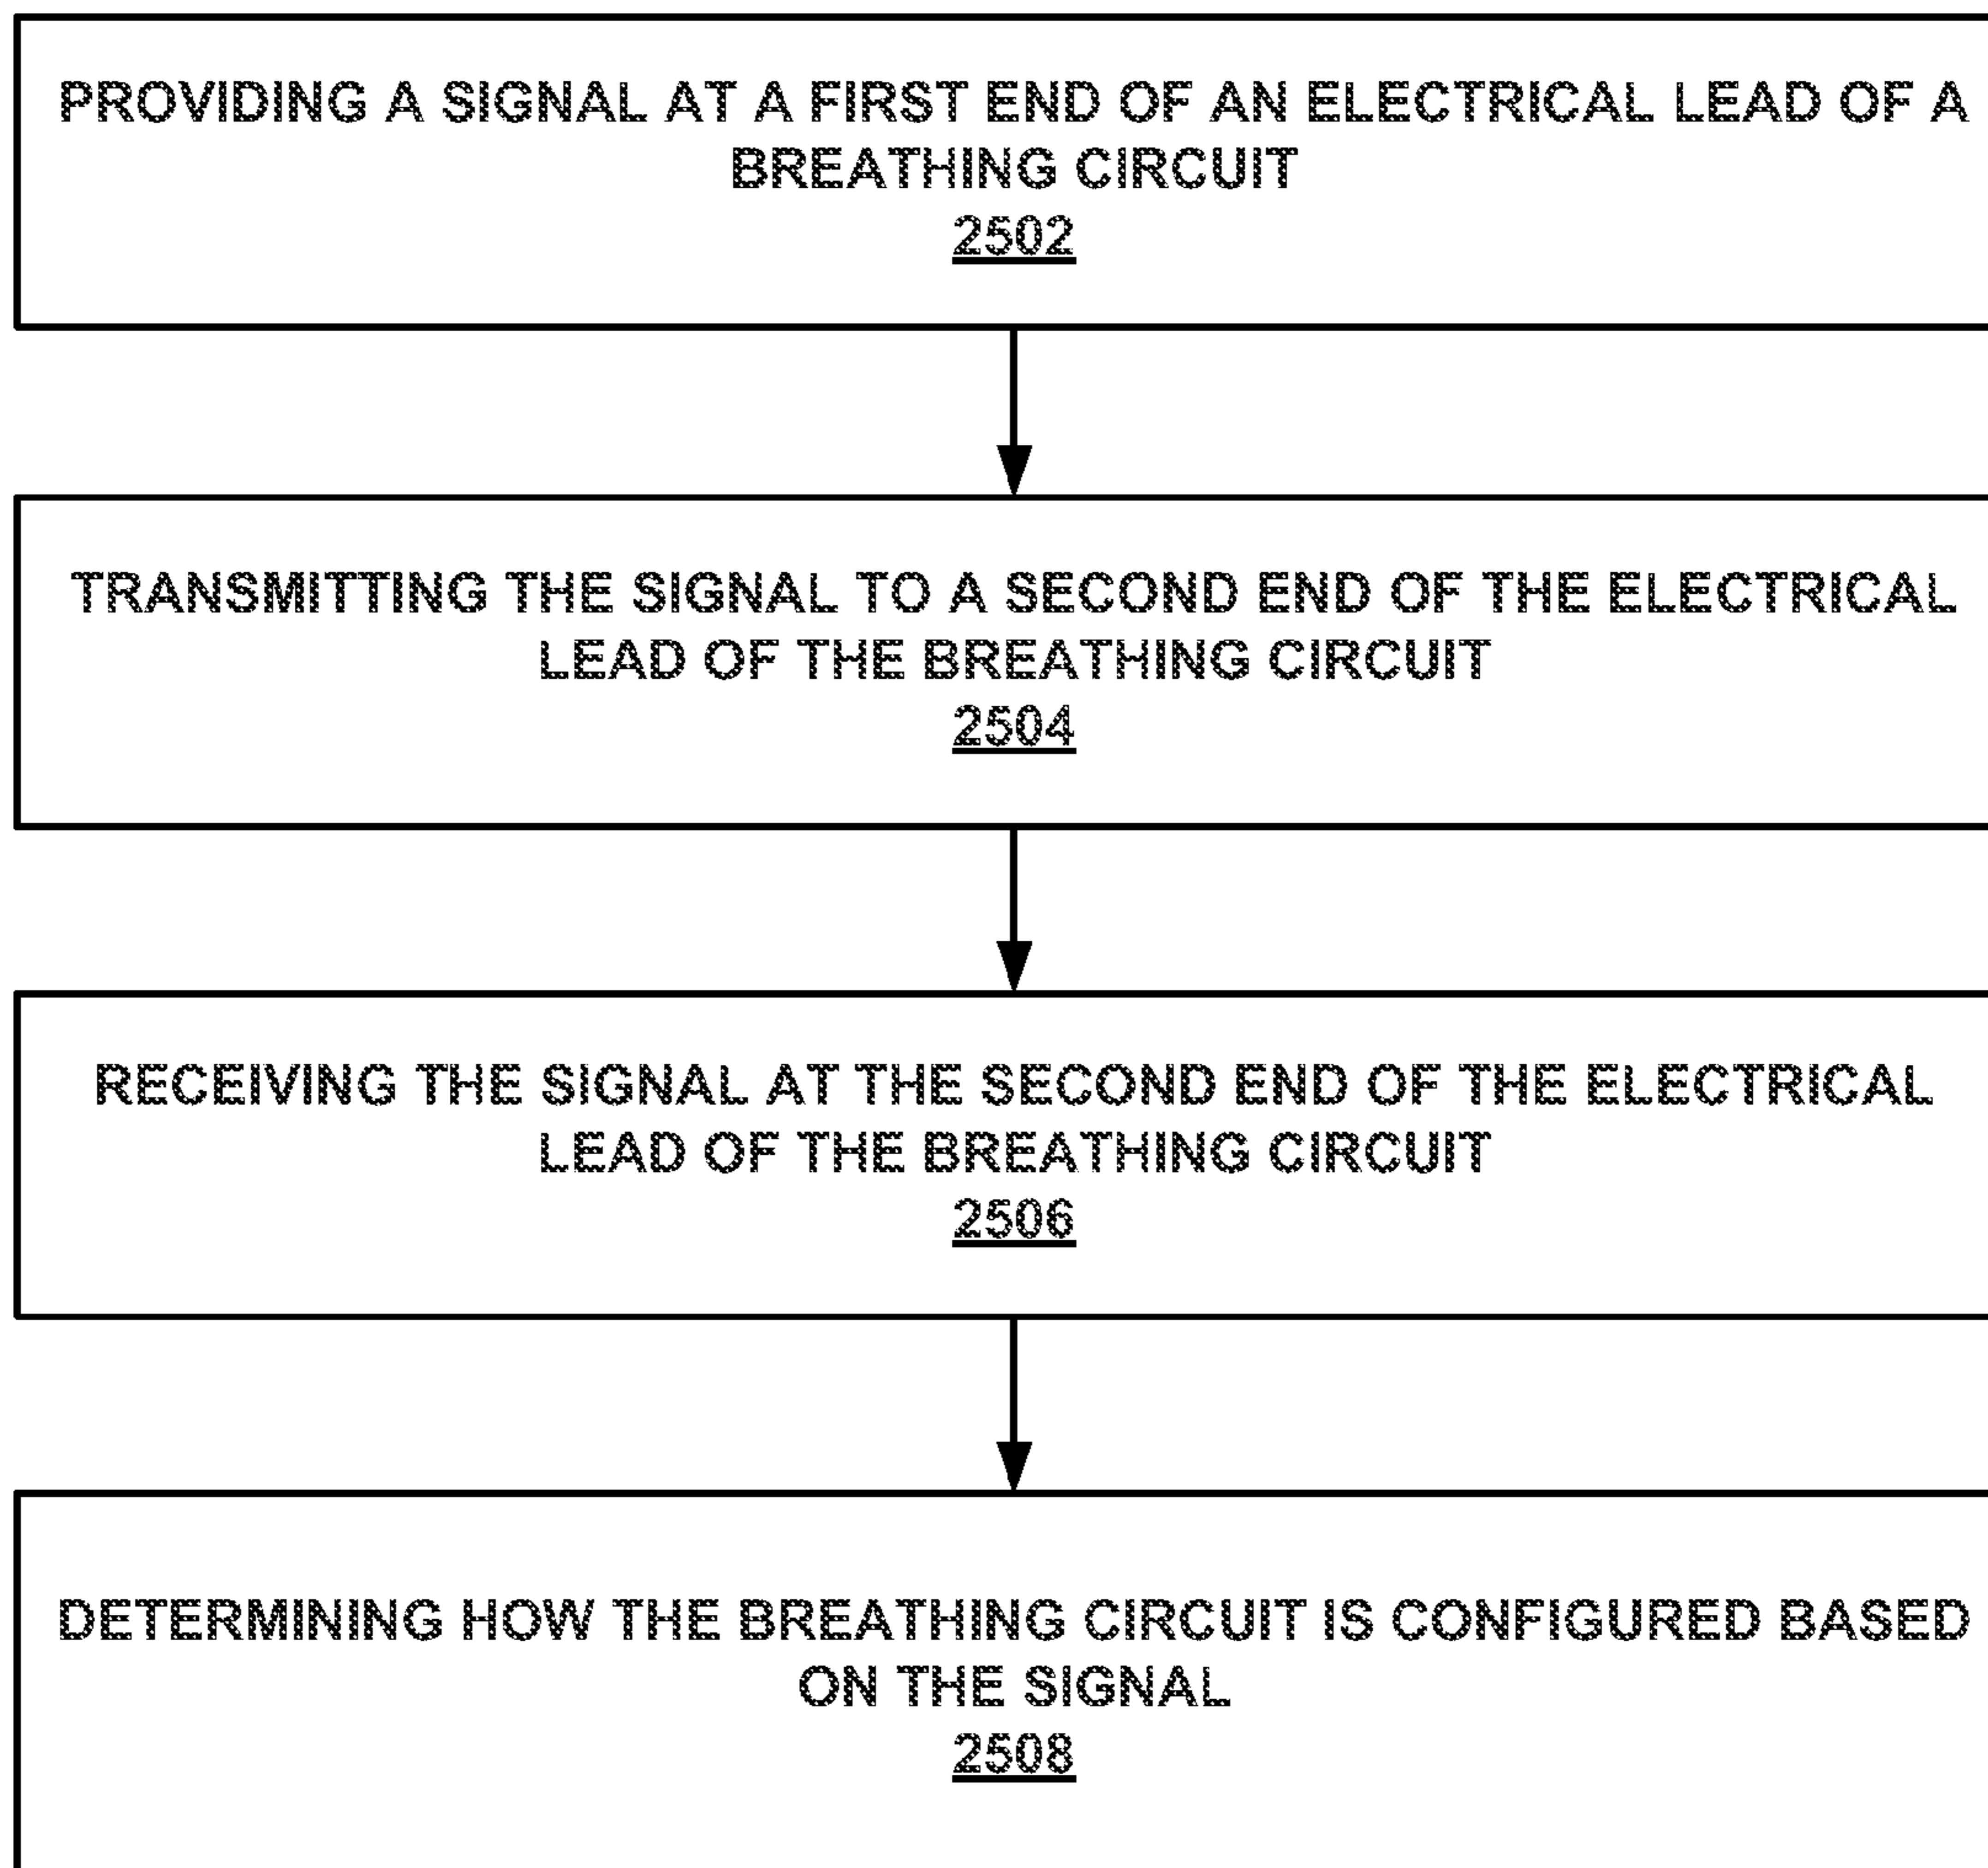 PROVIDING A SIGNAL AT A FIRST END OF AN ELECTRICAL LEAD OF A
BREATHING CIRCUIT
2502
TRANSMITTING THE SIGNAL TO A SECOND END OF THE ELECTRICAL
LEAD OF THE BREATHING CIRCUIT
2504
RECEIVING THE SIGNAL AT THE SECOND END OF THE ELECTRICAL
LEAD OF THE BREATHING CIRCUIT
2506
DETERMINING HOW THE BREATHING CIRCUIT IS CONFIGURED BASED
ON THE SIGNAL
2508